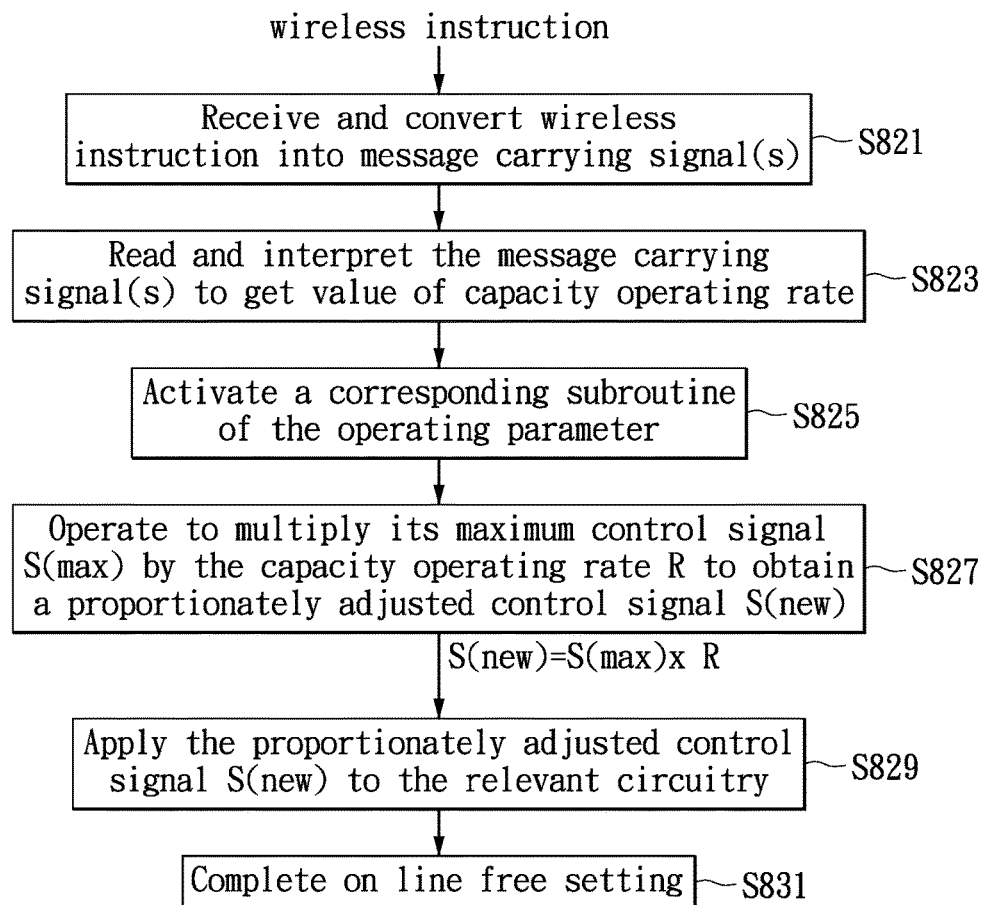 wireless instruction
Receive and convert wireless
instruction into message carrying signal(s)
S821
Read and interpret the message carrying
signal(s) to get value of capacity operating rate
S823
Activate a corresponding subroutine
of the operating parameter
S825
Operate to multiply its maximum control signal
S(max) by the capacity operating rate R to obtain
a proportionately adjusted control signal S(new)
S827
S(new)=S(max)x R
Apply the proportionately adjusted control
signal S(new) to the relevant circuitry
S829
Complete on line free setting
S831